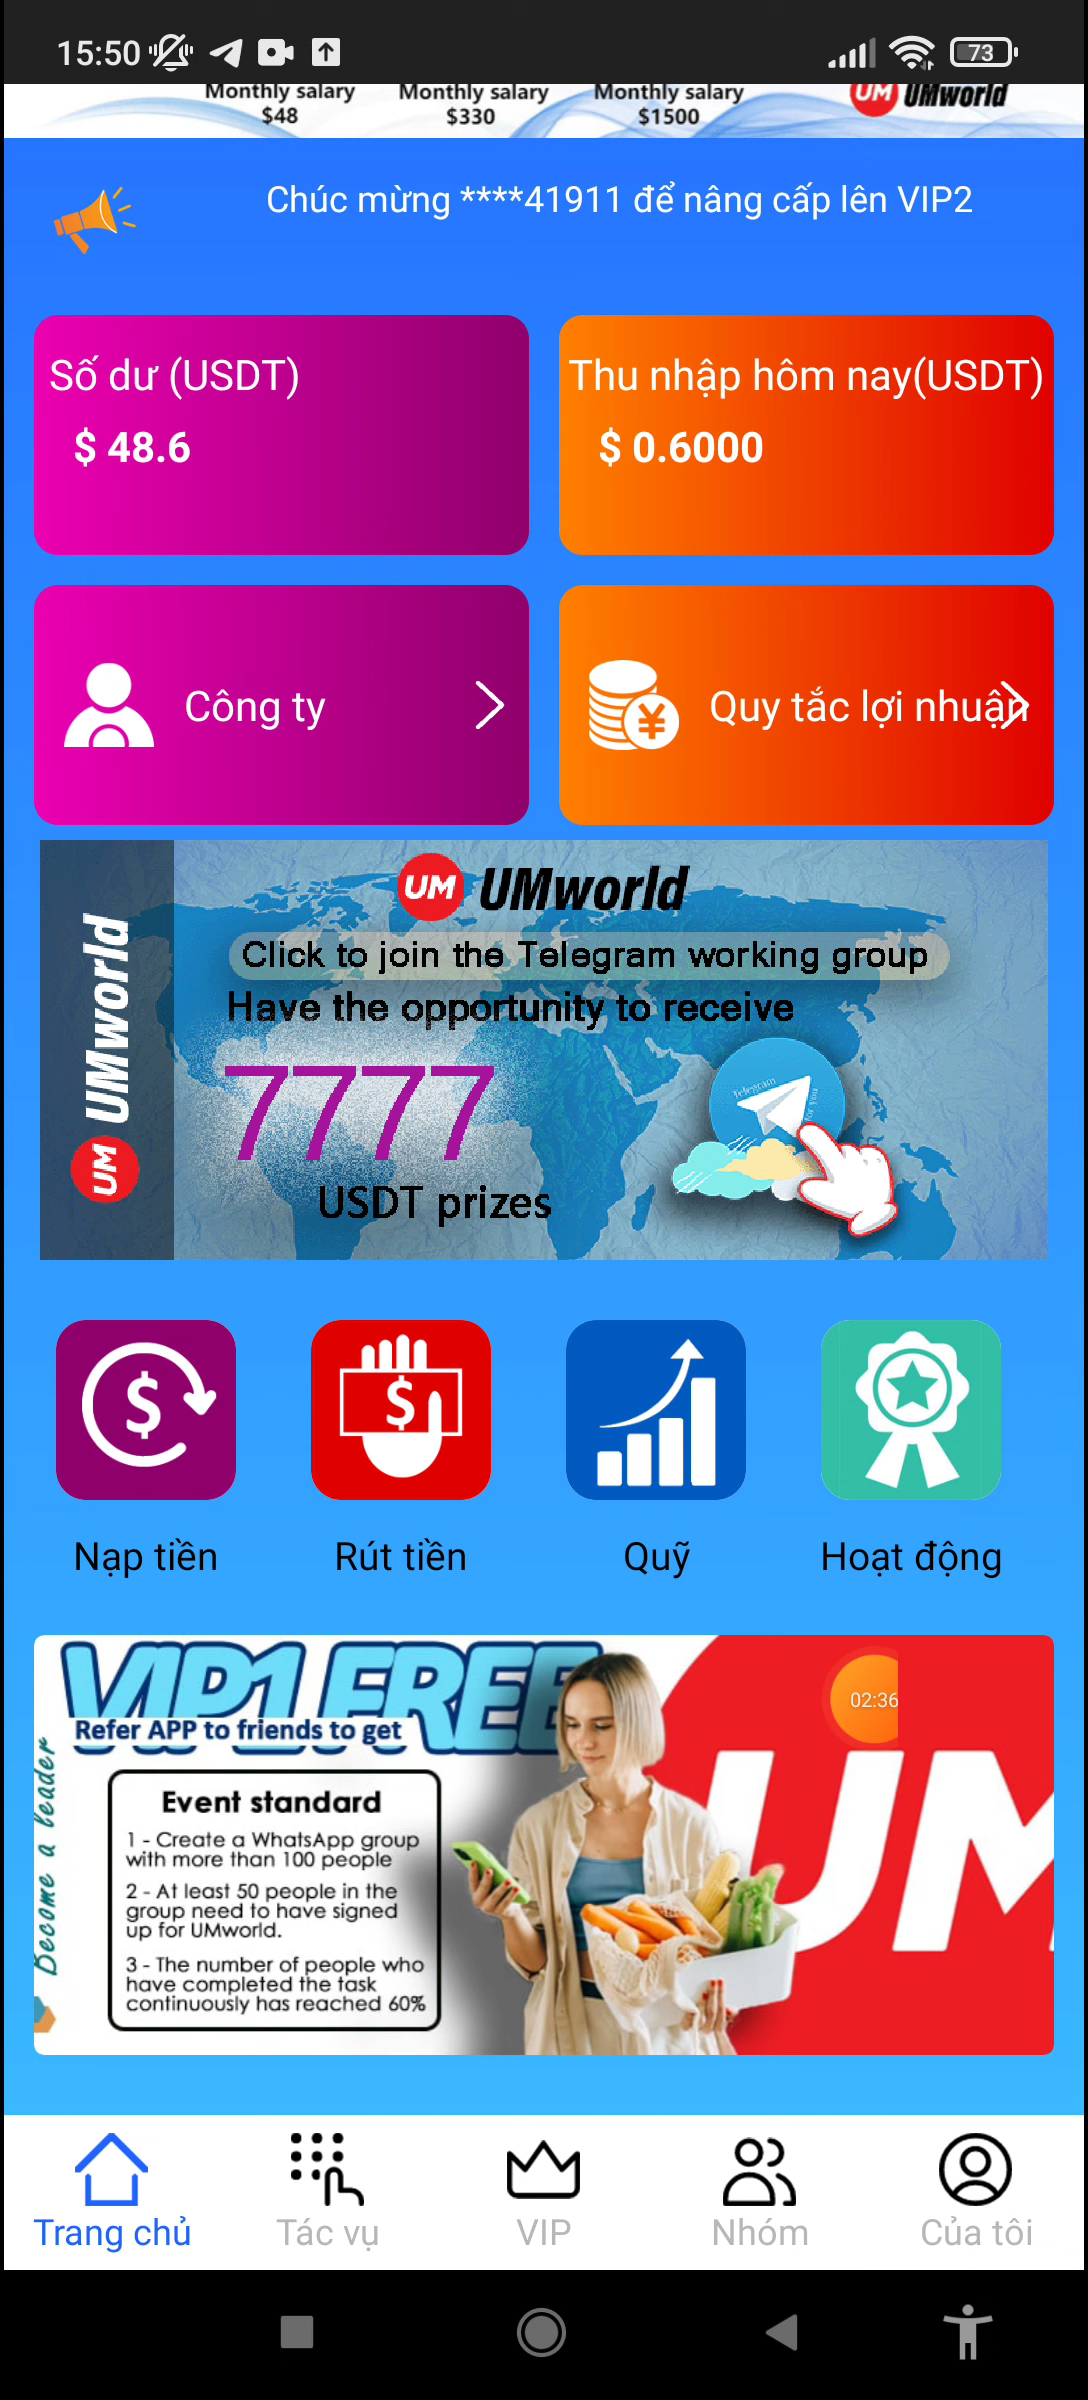 15:50
73
Monthly salary Monthly salary Monthly salary
$48 $330 $1500
UM UMworld
Chúc mừng ****41911 để nâng cấp lên VIP2
Số dư (USDT)
$ 48.6
Thu nhập hôm nay(USDT)
$ 0.6000
Công ty
Quy tắc lợi nhuận
UM UMworld
UM UMworld
Click to join the Telegram working group
Have the opportunity to receive
7777
USDT prizes
Telegram
Nạp tiền
Rút tiền
Quỹ
Hoạt động
VIP1 FREE
Refer APP to friends to get
Become a leader
Event standard
1 - Create a WhatsApp group
with more than 100 people
2 - At least 50 people in the
group need to have signed
up for UMworld.
3 - The number of people who
have completed the task
continuously has reached 60%
02:36
UM
Trang chủ
Tác vụ
VIP
Nhóm
Của tôi